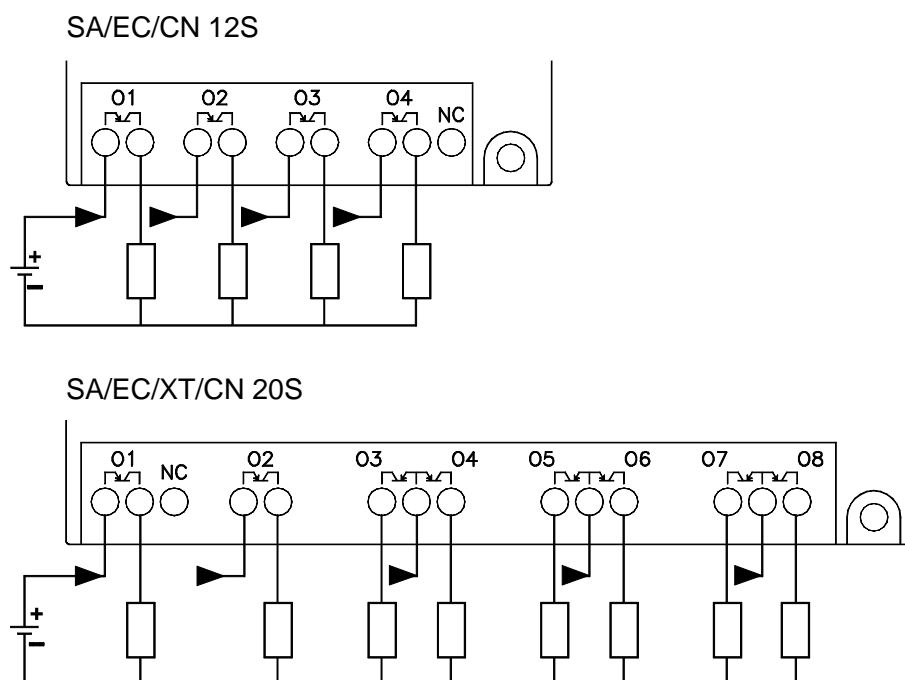 SA/EC/CN 12S
O1 O2 O3 O4 NC
+
−
SA/EC/XT/CN 20S
O1 NC O2 O3 O4 O5 O6 O7 O8
+
−